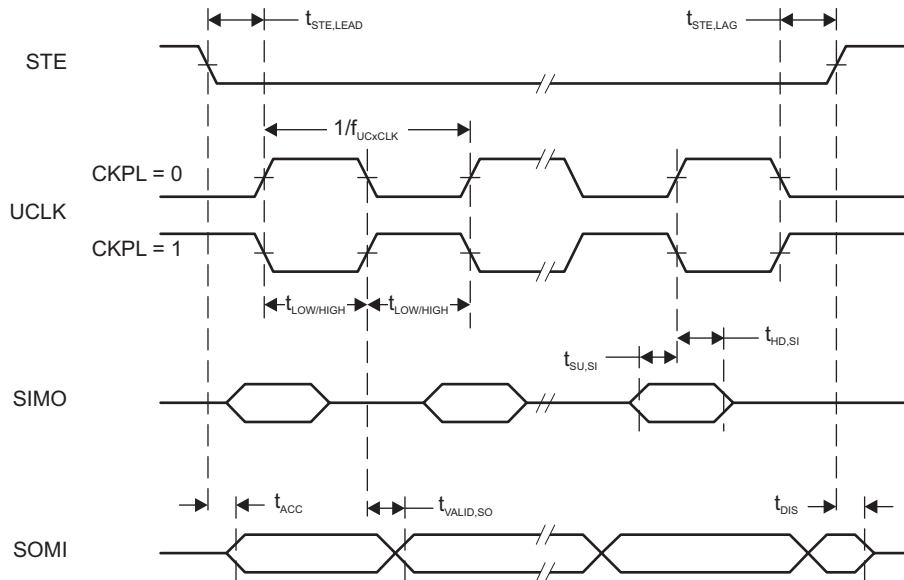 tSTE,LEAD
tSTE,LAG
STE
1/fUCxCLK
CKPL = 0
UCLK
CKPL = 1
tLOW/HIGH
tLOW/HIGH
tHD,SI
tSU,SI
SIMO
tACC
tVALID,SO
tDIS
SOMI